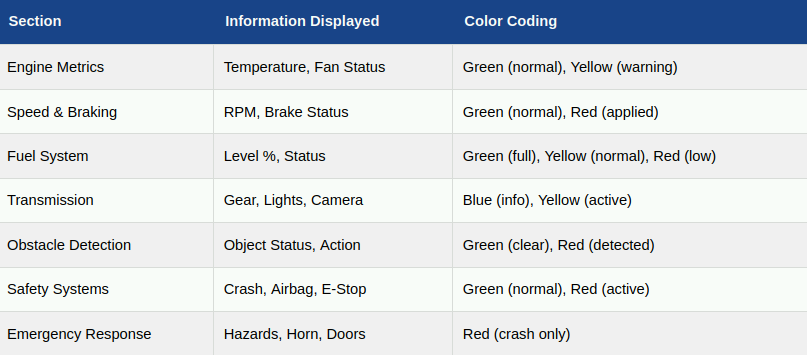 Section Information Displayed Color Coding
Engine Metrics Temperature, Fan Status Green (normal), Yellow (warning)
Speed & Braking RPM, Brake Status Green (normal), Red (applied)
Fuel System Level %, Status Green (full), Yellow (normal), Red (low)
Transmission Gear, Lights, Camera Blue (info), Yellow (active)
Obstacle Detection Object Status, Action Green (clear), Red (detected)
Safety Systems Crash, Airbag, E-Stop Green (normal), Red (active)
Emergency Response Hazards, Horn, Doors Red (crash only)